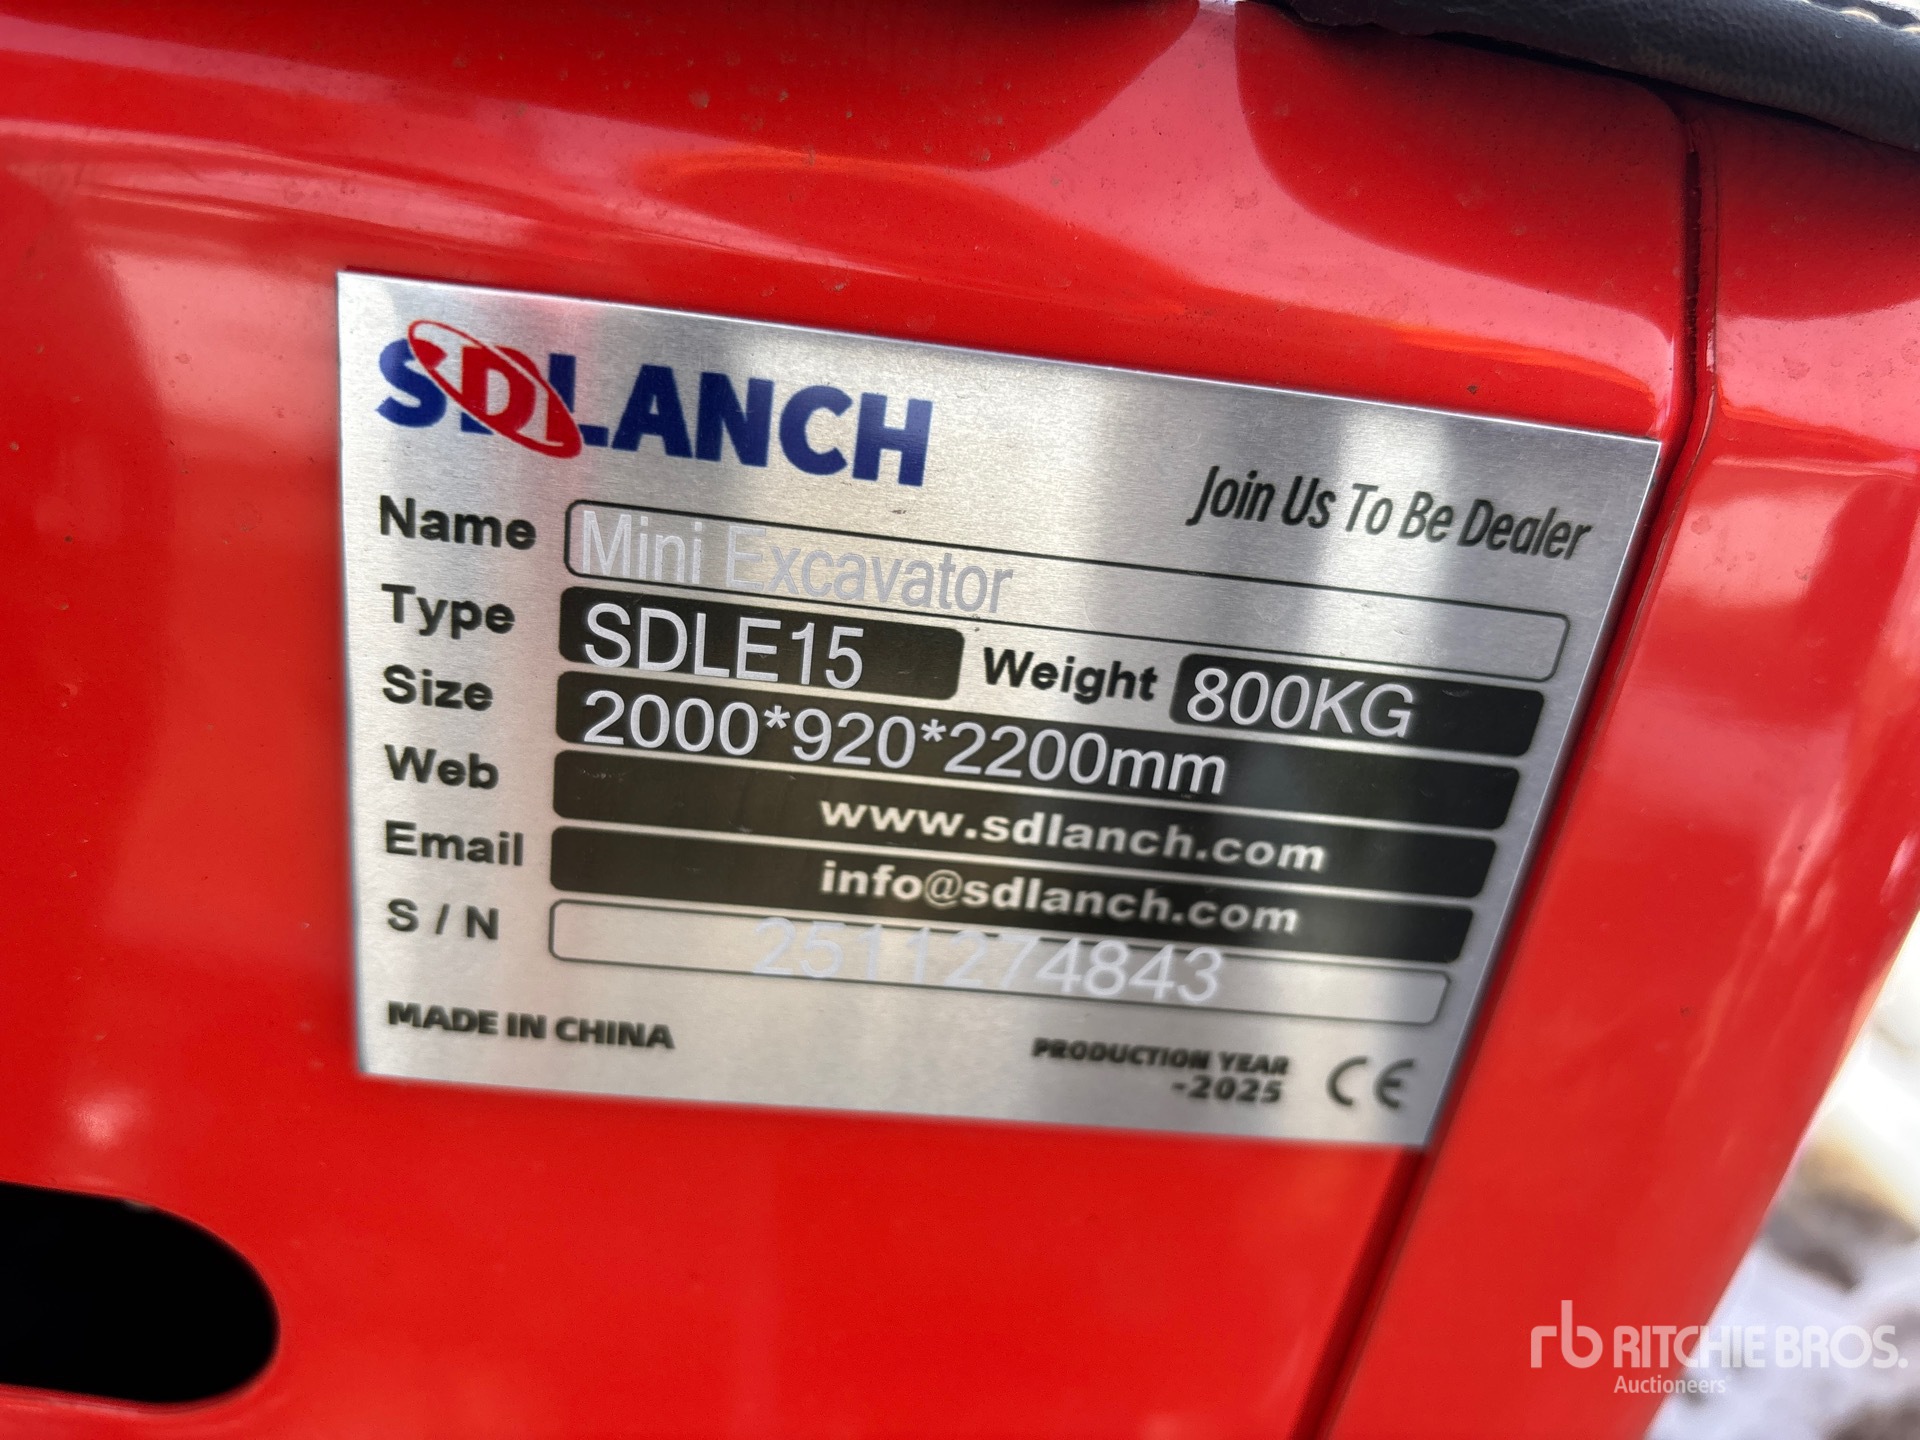 SDLANCH
Join Us To Be Dealer
Name Mini Excavator
Type SDLE15 Weight 800KG
Size 2000*920*2200mm
Web www.sdlanch.com
Email info@sdlanch.com
S / N 2511274843
MADE IN CHINA
PRODUCTION YEAR
-2025
CE
rb RITCHIE BROS.
Auctioneers